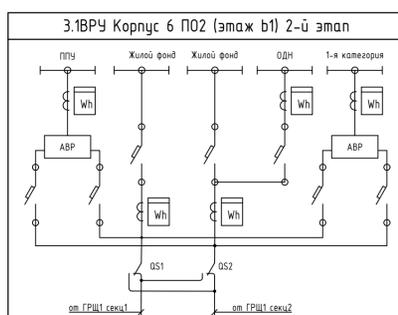 3.1ВРУ Корпус 6 ПО2 (этаж b1) 2-й этап
ППУ Жилой фонд Жилой фонд ОДН 1-я категория
Wh Wh Wh
АВР АВР
Wh Wh
QS1 QS2
от ГРЩ1 секц1 от ГРЩ1 секц2